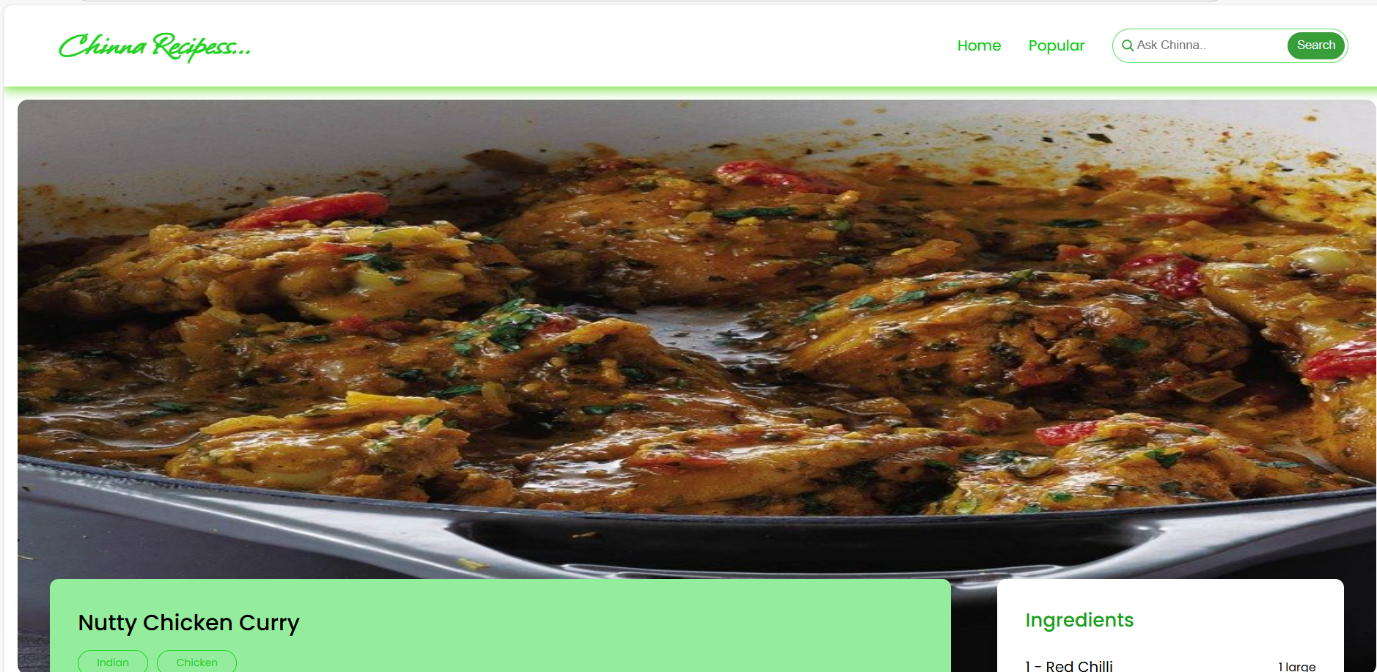 Chinna Recipess...
Home
Popular
Ask Chinna..
Search
Nutty Chicken Curry
Indian
Chicken
Ingredients
1 - Red Chilli
1 large